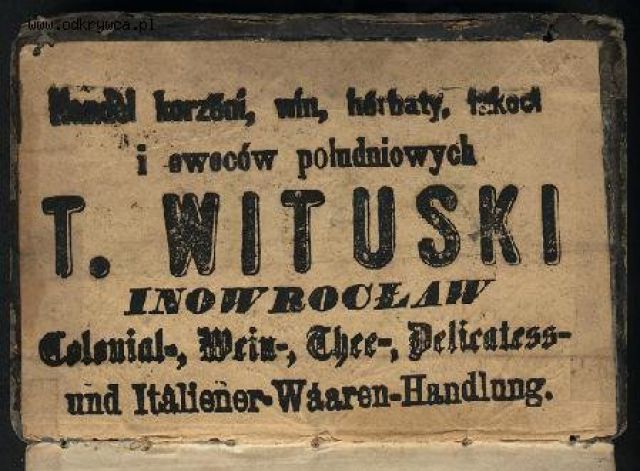 www.odkrywca.pl
Handel korzeni, win, herbaty, łakoci
i owoców południowych
T. WITUSKI
INOWROCŁAW
Colonial-, Wein-, Thee-, Delicatess-
und Italiener-Waaren-Handlung.